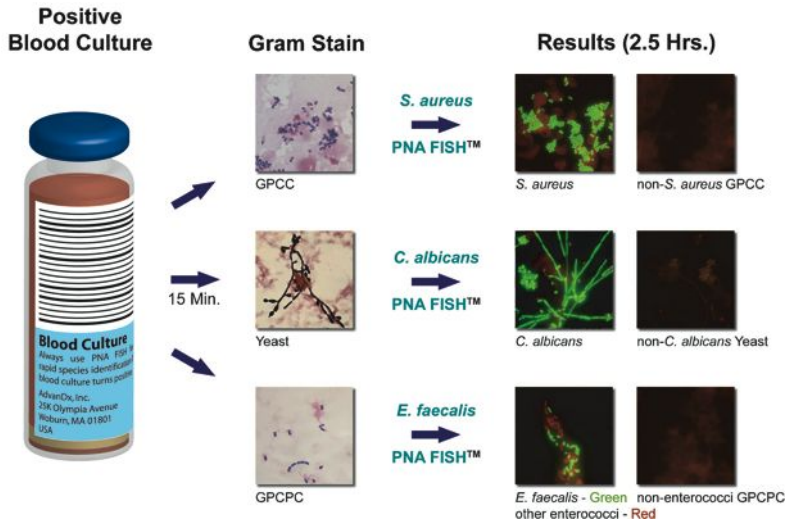 Positive
Blood Culture
Gram Stain
Results (2.5 Hrs.)
S. aureus
PNA FISH™
GPCC
S. aureus
non-S. aureus GPCC
15 Min.
C. albicans
PNA FISH™
Yeast
C. albicans
non-C. albicans Yeast
Blood Culture
Always use PNA FISH
rapid species identification
blood culture turns positive
AdvanDx, Inc.
25K Olympia Avenue
Woburn, MA 01801
USA
E. faecalis
PNA FISH™
GPCPC
E. faecalis - Green
other enterococci - Red
non-enterococci GPCPC